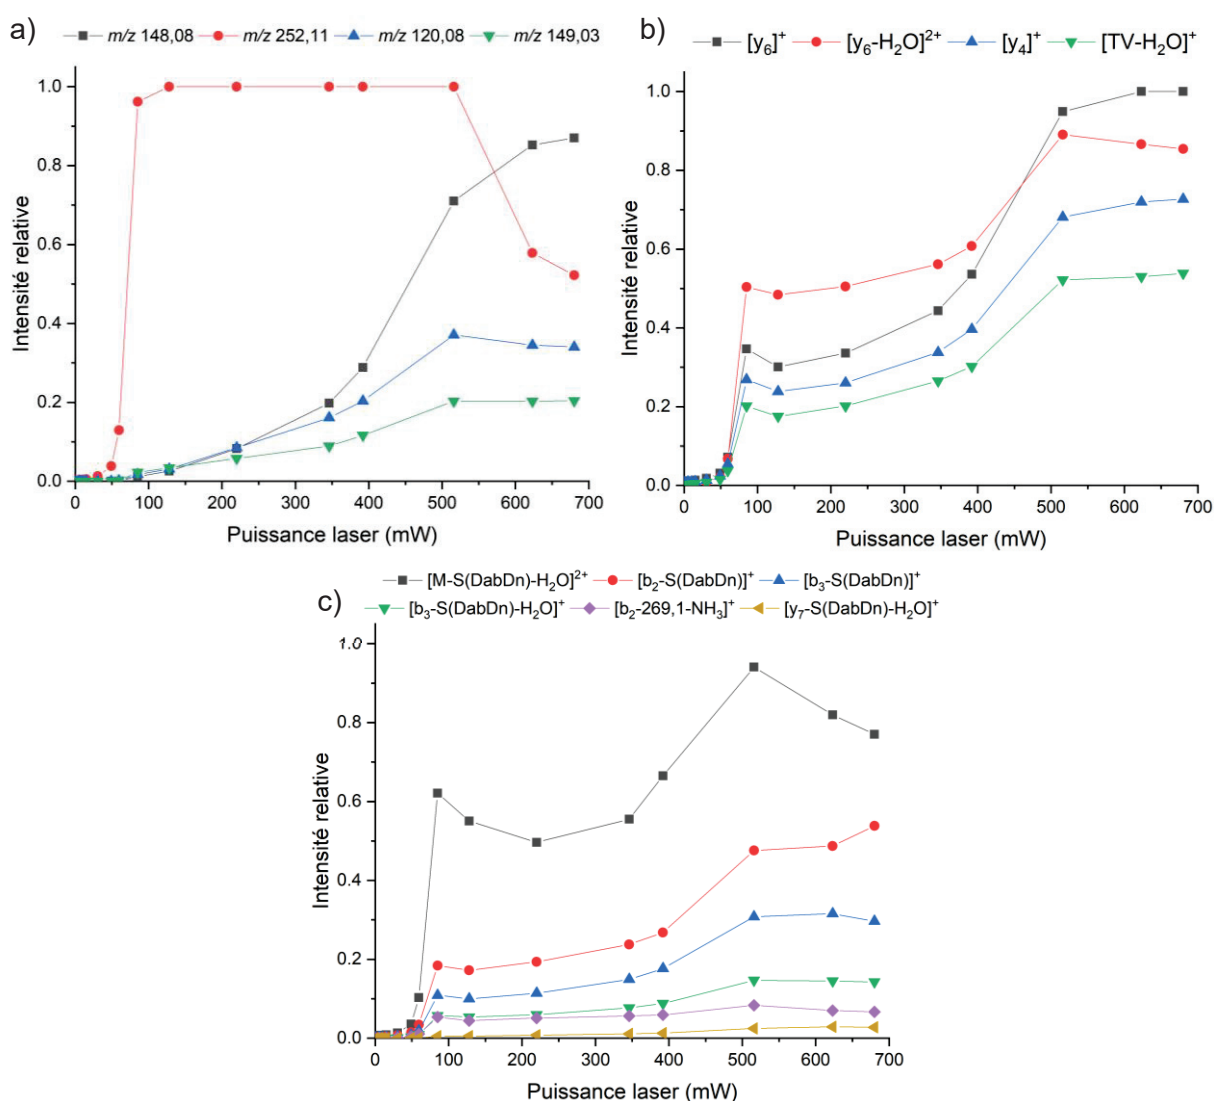 a)
m/z 148,08 m/z 252,11 m/z 120,08 m/z 149,03
Intensité relative
1.0
0.8
0.6
0.4
0.2
0.0
0 100 200 300 400 500 600 700
Puissance laser (mW)
b)
[y₆]⁺ [y₆-H₂O]²⁺ [y₄]⁺ [TV-H₂O]⁺
Intensité relative
1.0
0.8
0.6
0.4
0.2
0.0
0 100 200 300 400 500 600 700
Puissance laser (mW)
c)
[M-S(DabDn)-H₂O]²⁺ [b₂-S(DabDn)]⁺ [b₃-S(DabDn)]⁺
[b₃-S(DabDn)-H₂O]⁺ [b₂-269,1-NH₃]⁺ [y₇-S(DabDn)-H₂O]⁺
Intensité relative
1.0
0.8
0.6
0.4
0.2
0.0
0 100 200 300 400 500 600 700
Puissance laser (mW)